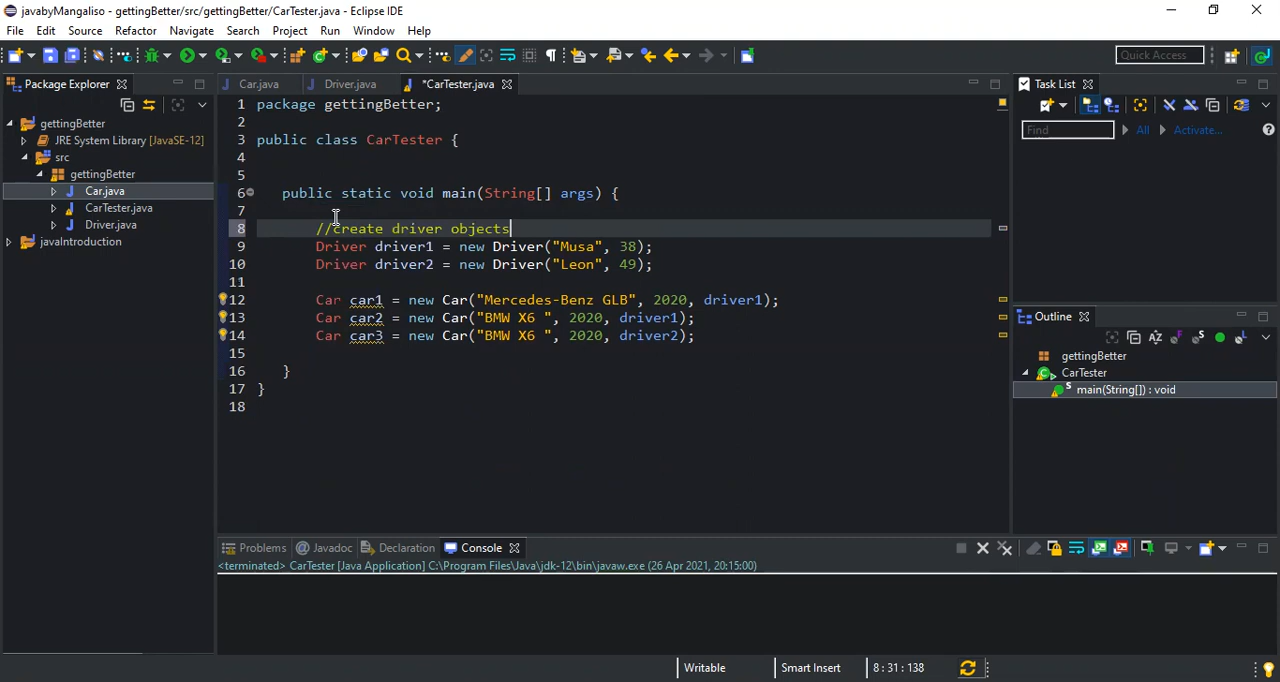 javabyMangaliso - gettingBetter/src/gettingBetter/CarTester.java - Eclipse IDE
File Edit Source Refactor Navigate Search Project Run Window Help
Quick Access
Package Explorer
Car.java Driver.java *CarTester.java
Task List
Find All Activate...
gettingBetter
JRE System Library [JavaSE-12]
src
gettingBetter
Car.java
CarTester.java
Driver.java
javaIntroduction
1 package gettingBetter;
2
3 public class CarTester {
4
5
6 public static void main(String[] args) {
7
8 //create driver objects
9 Driver driver1 = new Driver("Musa", 38);
10 Driver driver2 = new Driver("Leon", 49);
11
12 Car car1 = new Car("Mercedes-Benz GLB", 2020, driver1);
13 Car car2 = new Car("BMW X6 ", 2020, driver1);
14 Car car3 = new Car("BMW X6 ", 2020, driver2);
15
16 }
17 }
18
Outline
gettingBetter
CarTester
main(String[]) : void
Problems Javadoc Declaration Console
<terminated> CarTester [Java Application] C:\Program Files\Java\jdk-12\bin\javaw.exe (26 Apr 2021, 20:15:00)
Writable Smart Insert 8 : 31 : 138